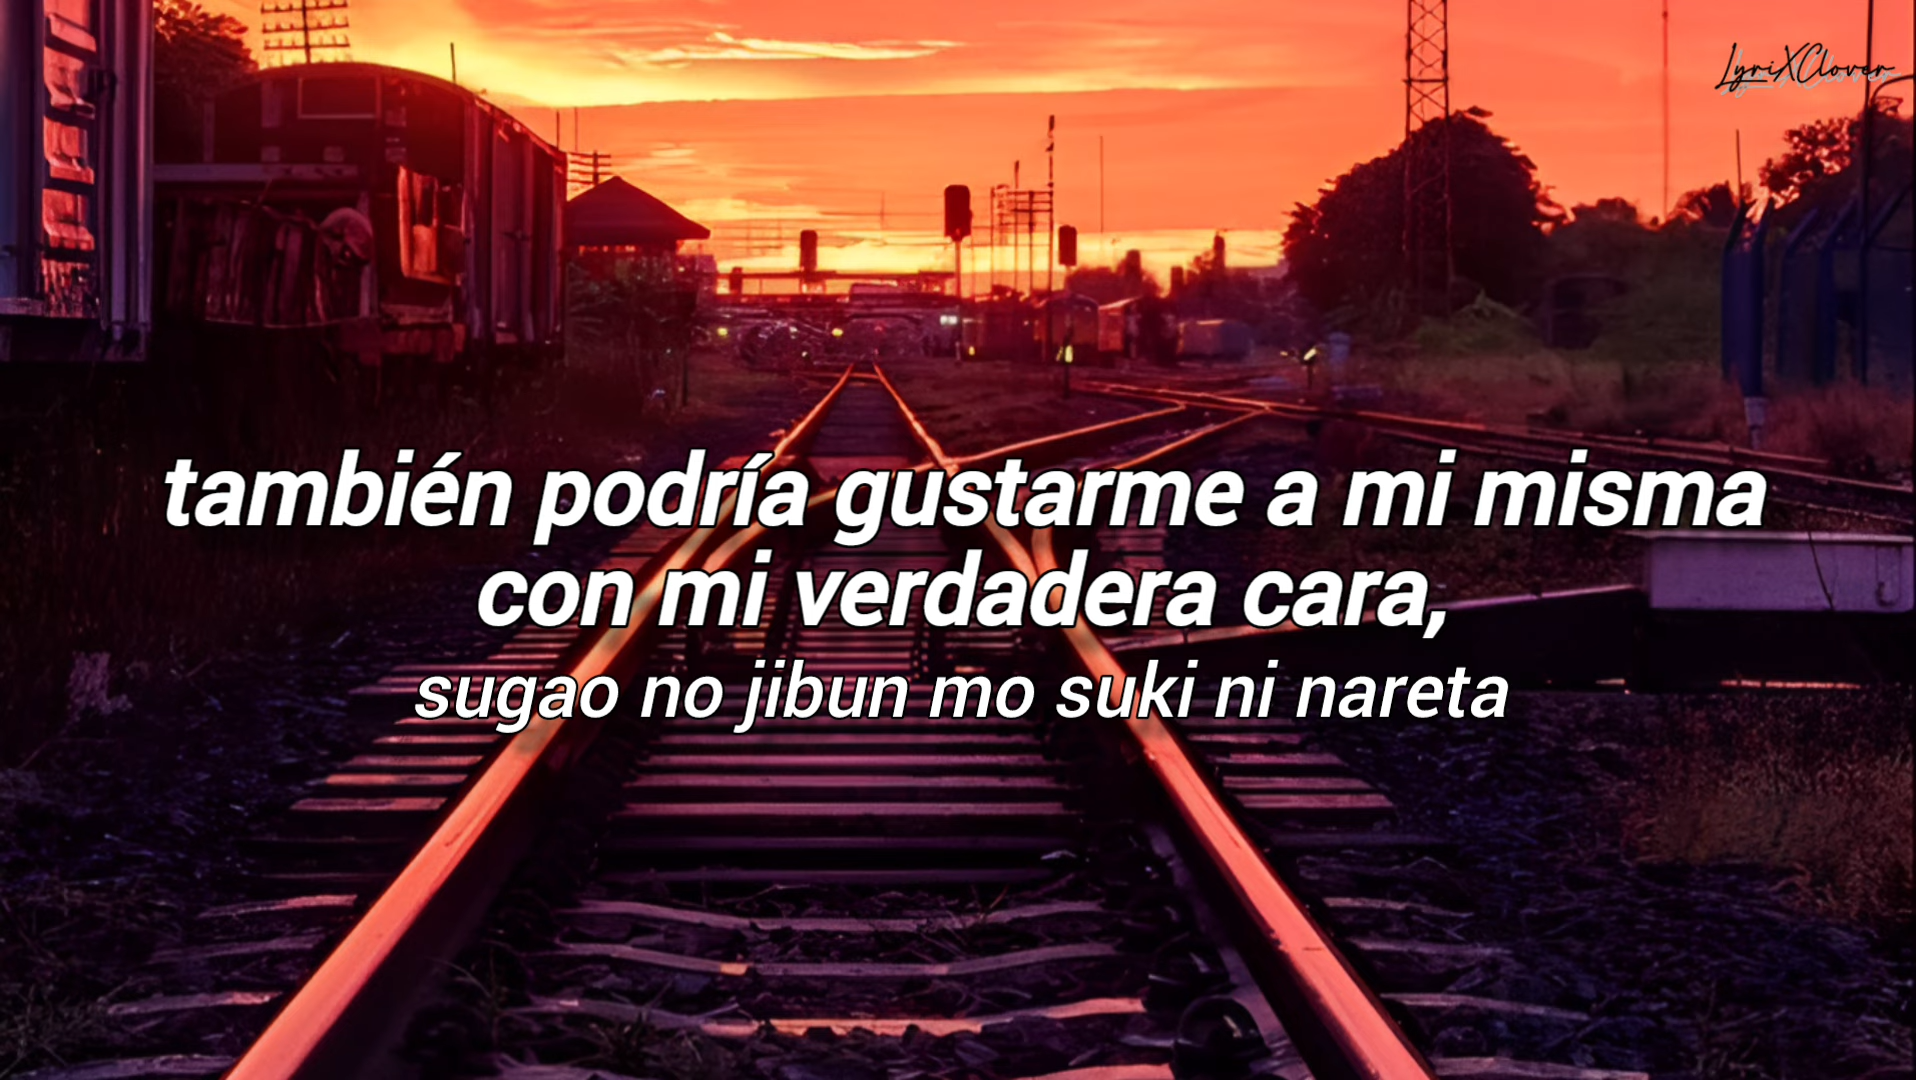 LyriXClover
también podría gustarme a mi misma
con mi verdadera cara,
sugao no jibun mo suki ni nareta